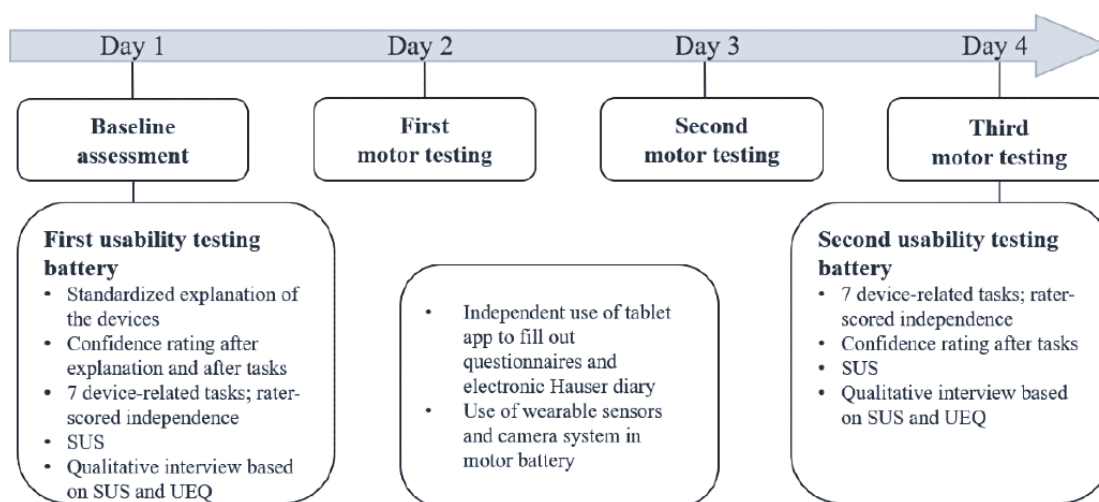 Day 1
Day 2
Day 3
Day 4
Baseline
assessment
First
motor testing
Second
motor testing
Third
motor testing
First usability testing
battery
• Standardized explanation of
the devices
• Confidence rating after
explanation and after tasks
• 7 device-related tasks; rater-
scored independence
• SUS
• Qualitative interview based
on SUS and UEQ
• Independent use of tablet
app to fill out
questionnaires and
electronic Hauser diary
• Use of wearable sensors
and camera system in
motor battery
Second usability testing
battery
• 7 device-related tasks; rater-
scored independence
• Confidence rating after tasks
• SUS
• Qualitative interview based
on SUS and UEQ